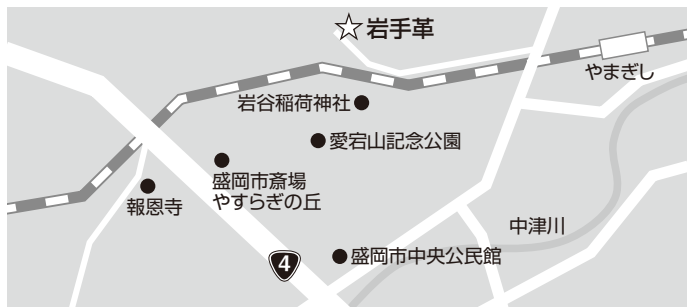 ☆岩手革
やまぎし
岩谷稲荷神社
愛宕山記念公園
盛岡市斎場
やすらぎの丘
報恩寺
中津川
盛岡市中央公民館
4